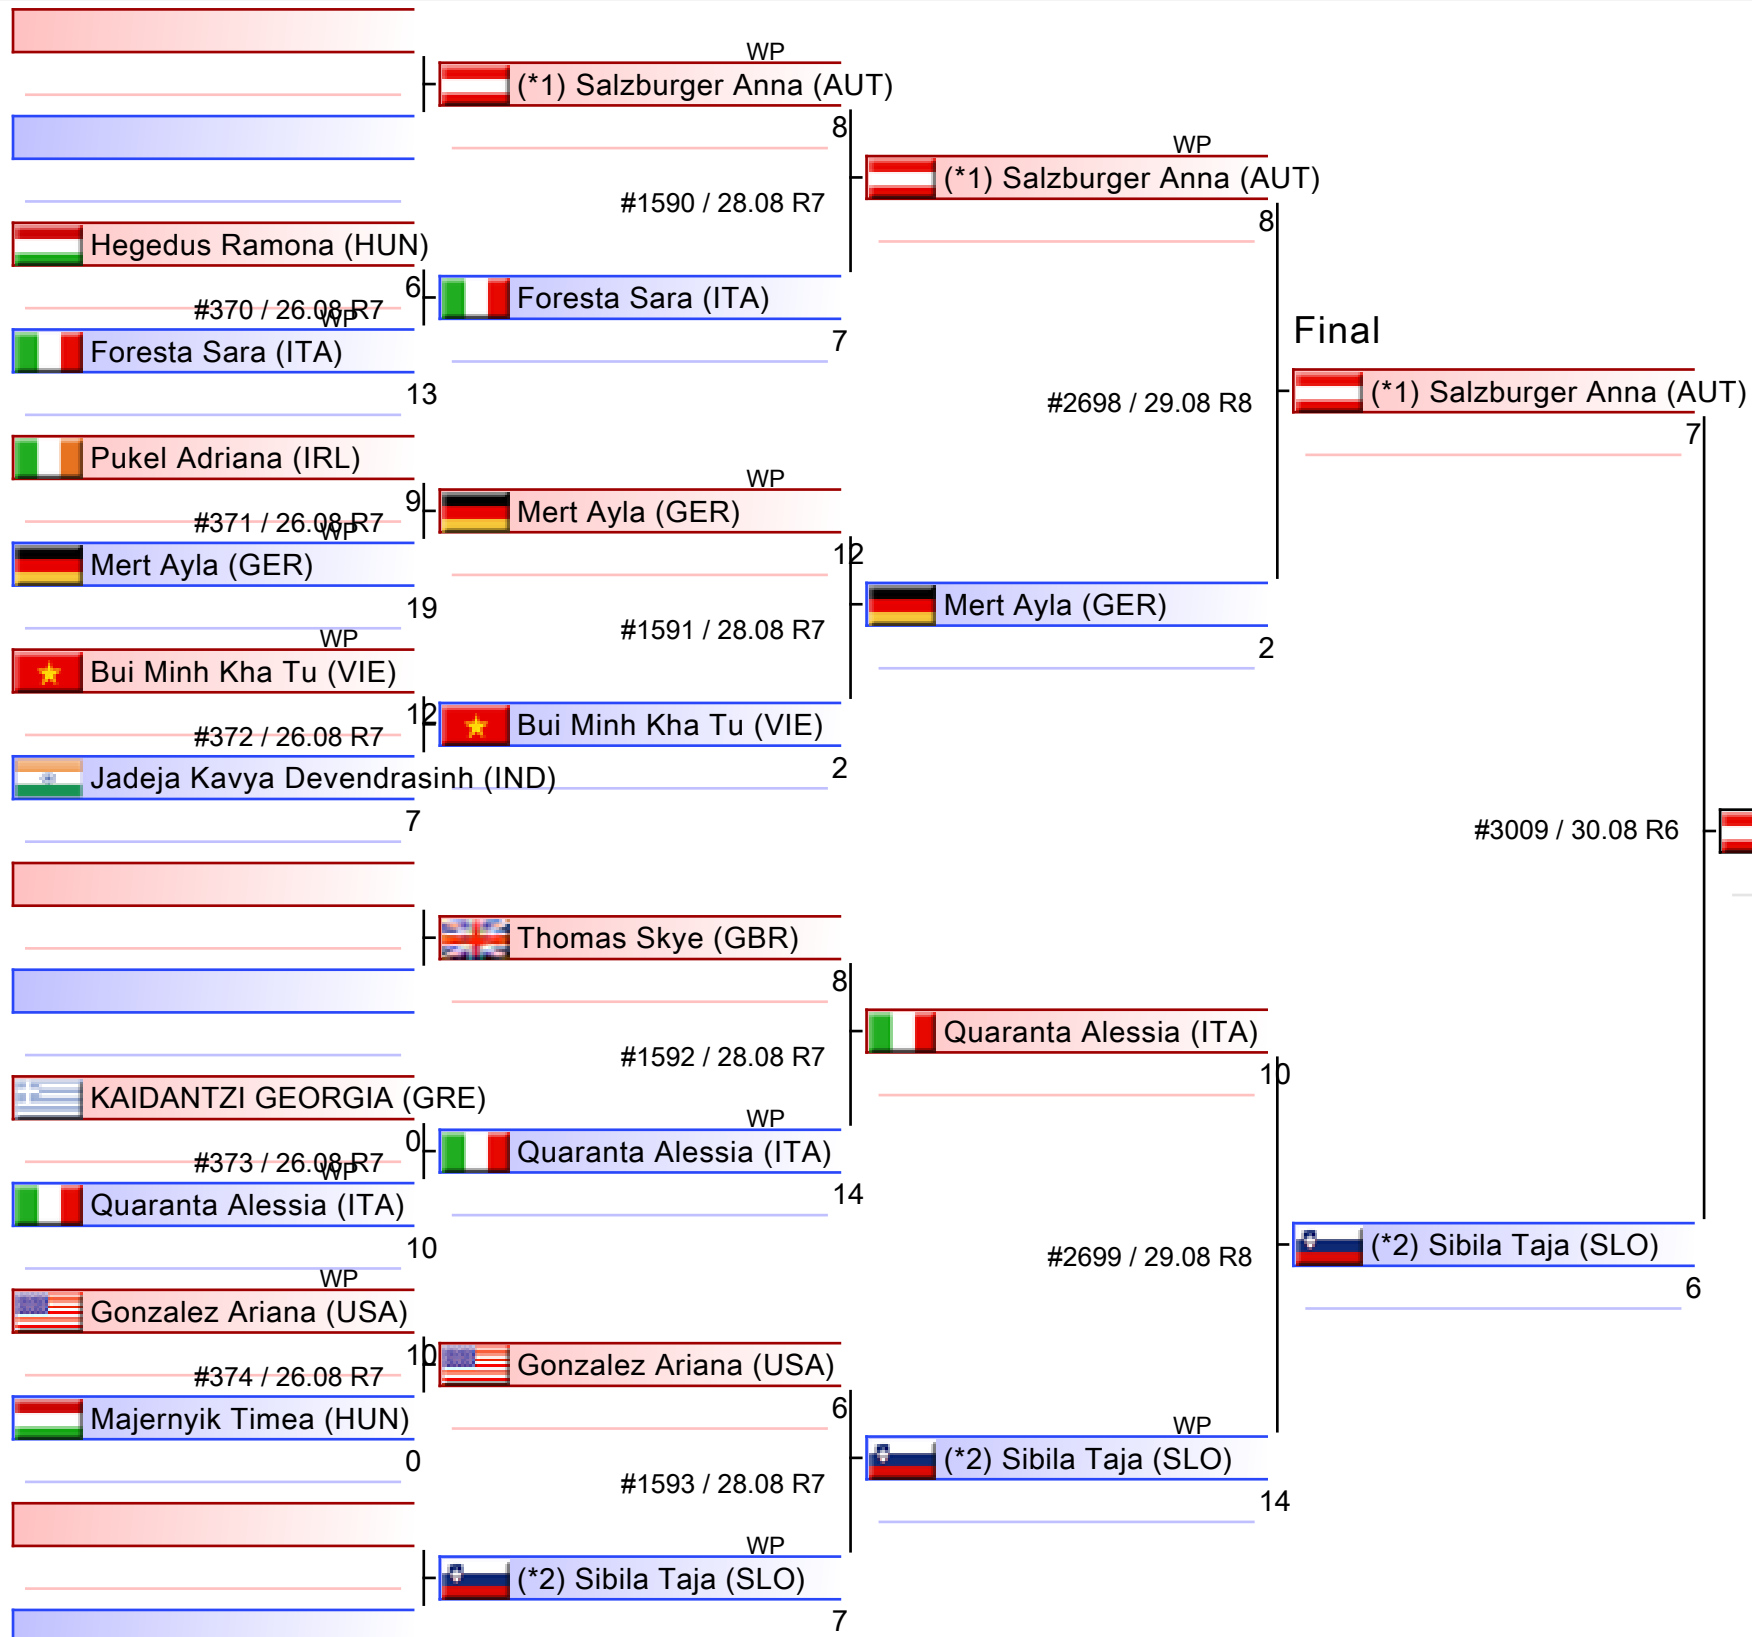 WP
(*1) Salzburger Anna (AUT)
8
WP
(*1) Salzburger Anna (AUT)
#1590 / 28.08 R7
8
Hegedus Ramona (HUN)
6
#370 / 26.08 R7
WP
Foresta Sara (ITA)
Foresta Sara (ITA)
7
13
Final
(*1) Salzburger Anna (AUT)
#2698 / 29.08 R8
7
Pukel Adriana (IRL)
9
#371 / 26.08 R7
WP
WP
Mert Ayla (GER)
12
Mert Ayla (GER)
19
#1591 / 28.08 R7
Mert Ayla (GER)
2
WP
Bui Minh Kha Tu (VIE)
12
#372 / 26.08 R7
Bui Minh Kha Tu (VIE)
2
Jadeja Kavya Devendrasinh (IND)
7
#3009 / 30.08 R6
Thomas Skye (GBR)
8
#1592 / 28.08 R7
Quaranta Alessia (ITA)
10
KAIDANTZI GEORGIA (GRE)
0
#373 / 26.08 R7
WP
WP
Quaranta Alessia (ITA)
14
Quaranta Alessia (ITA)
10
#2699 / 29.08 R8
(*2) Sibila Taja (SLO)
6
WP
Gonzalez Ariana (USA)
10
#374 / 26.08 R7
Gonzalez Ariana (USA)
6
Majernyik Timea (HUN)
0
#1593 / 28.08 R7
WP
(*2) Sibila Taja (SLO)
14
WP
(*2) Sibila Taja (SLO)
7